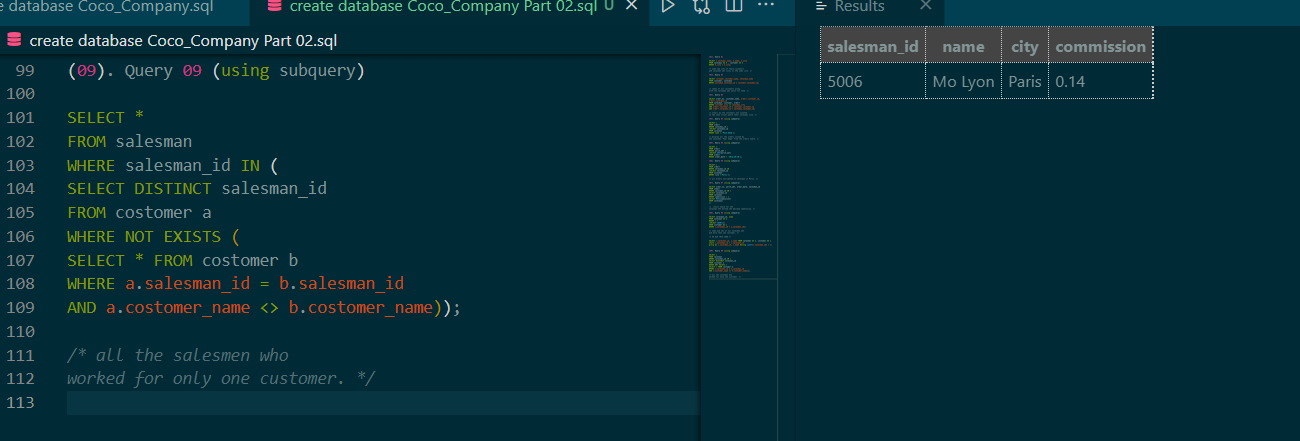 e database Coco_Company.sql
create database Coco_Company Part 02.sql U
Results
create database Coco_Company Part 02.sql
99 (09). Query 09 (using subquery)
100
101 SELECT *
102 FROM salesman
103 WHERE salesman_id IN (
104 SELECT DISTINCT salesman_id
105 FROM costomer a
106 WHERE NOT EXISTS (
107 SELECT * FROM costomer b
108 WHERE a.salesman_id = b.salesman_id
109 AND a.costomer_name <> b.costomer_name));
110
111 /* all the salesmen who
112 worked for only one customer. */
113
salesman_id name city commission
5006 Mo Lyon Paris 0.14